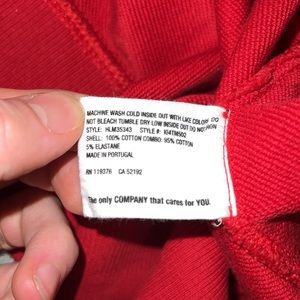 MACHINE WASH COLD INSIDE OUT WITH LIKE COLORS DO
NOT BLEACH TUMBLE DRY LOW INSIDE OUT DO NOT IRON
STYLE: HLM35343 STYLE #: I04TM502
SHELL: 100% COTTON COMBO: 95% COTTON
5% ELASTANE
MADE IN PORTUGAL
RN 119376 CA 52192
The only COMPANY that cares for YOU.